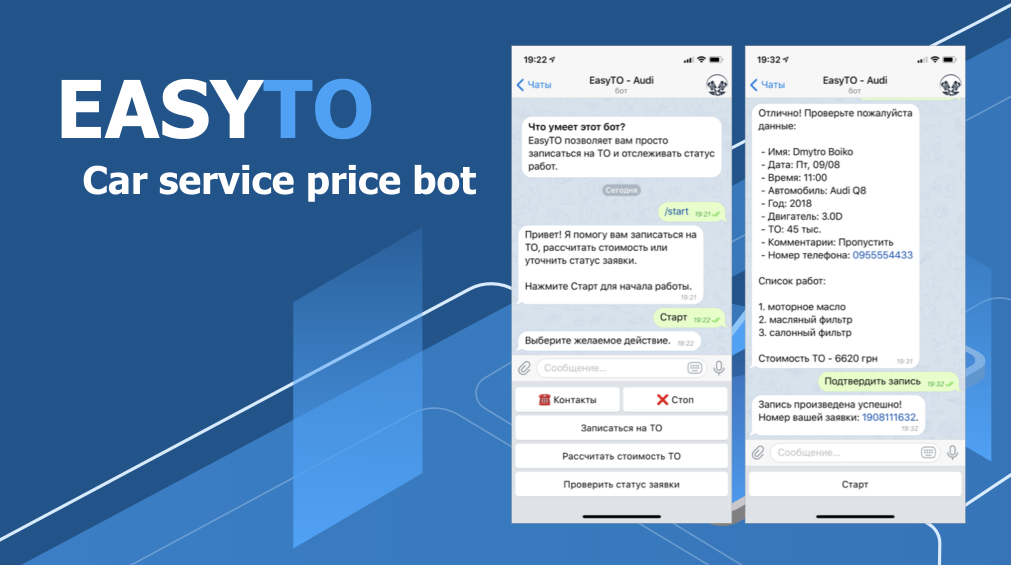 EASYTO
Car service price bot
19:22
Чаты
EasyTO - Audi
бот
Что умеет этот бот?
EasyTO позволяет вам просто
записаться на ТО и отслеживать статус
работ.
Сегодня
/start 19:21
Привет! Я помогу вам записаться на
ТО, рассчитать стоимость или
уточнить статус заявки.
Нажмите Старт для начала работы.
19:21
Старт 19:22
Выберите желаемое действие. 19:22
Сообщение...
Контакты
Стоп
Записаться на ТО
Рассчитать стоимость ТО
Проверить статус заявки
19:32
Чаты
EasyTO - Audi
бот
Отлично! Проверьте пожалуйста
данные:
- Имя: Dmytro Boiko
- Дата: Пт, 09/08
- Время: 11:00
- Автомобиль: Audi Q8
- Год: 2018
- Двигатель: 3.0D
- ТО: 45 тыс.
- Комментарии: Пропустить
- Номер телефона: 0955554433
Список работ:
1. моторное масло
2. масляный фильтр
3. салонный фильтр
Стоимость ТО - 6620 грн 19:31
Подтвердить запись 19:32
Запись произведена успешно!
Номер вашей заявки: 1908111632.
19:32
Сообщение...
Старт